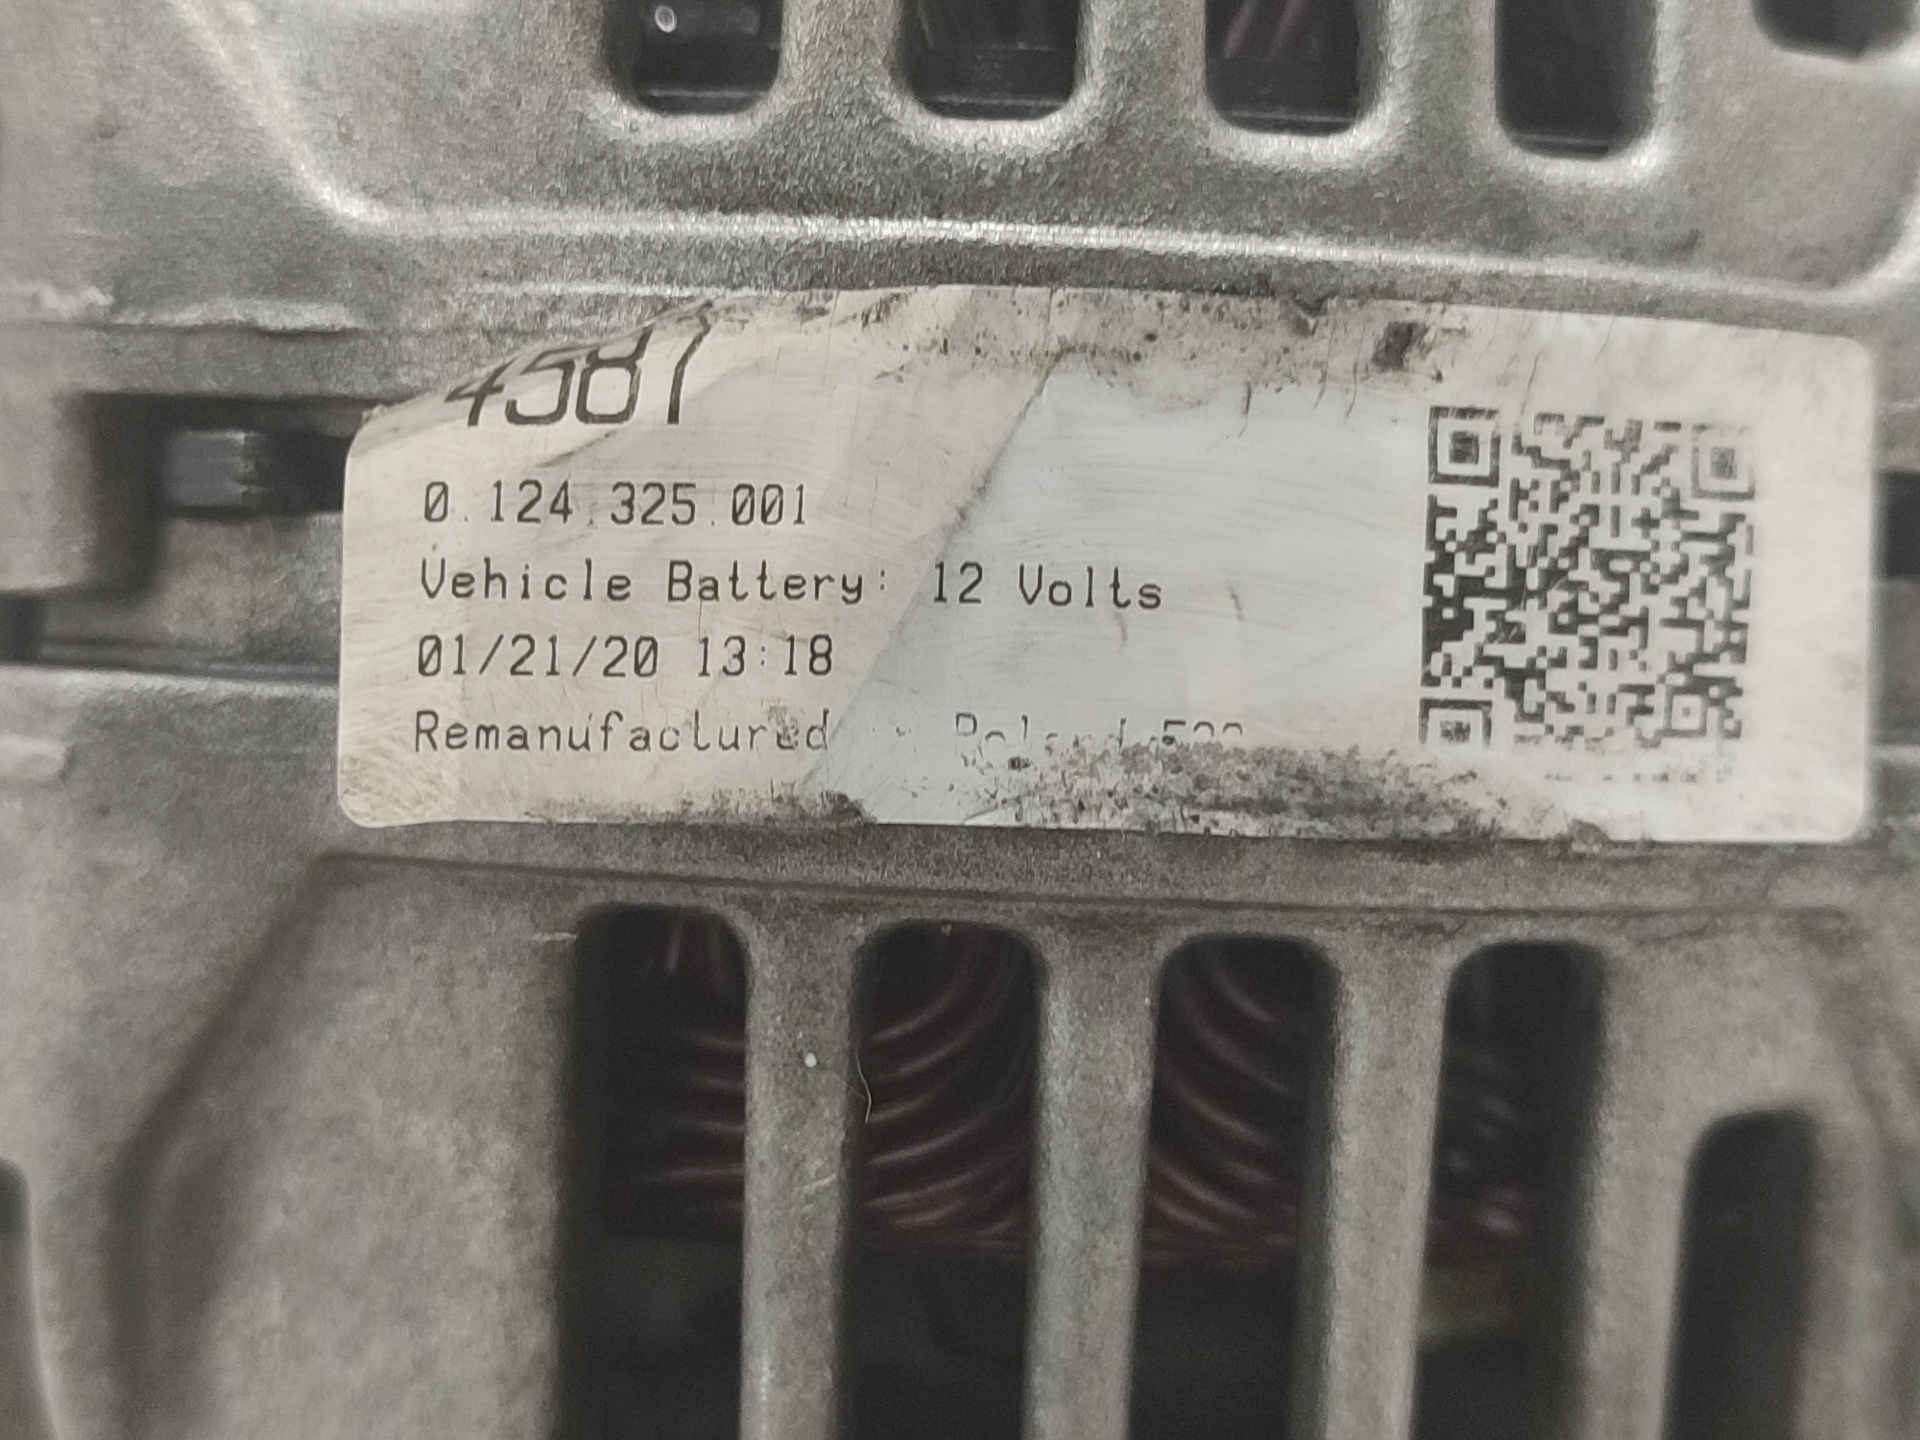 4587
0.124.325.001
Vehicle Battery: 12 Volts
01/21/20 13:18
Remanufactured